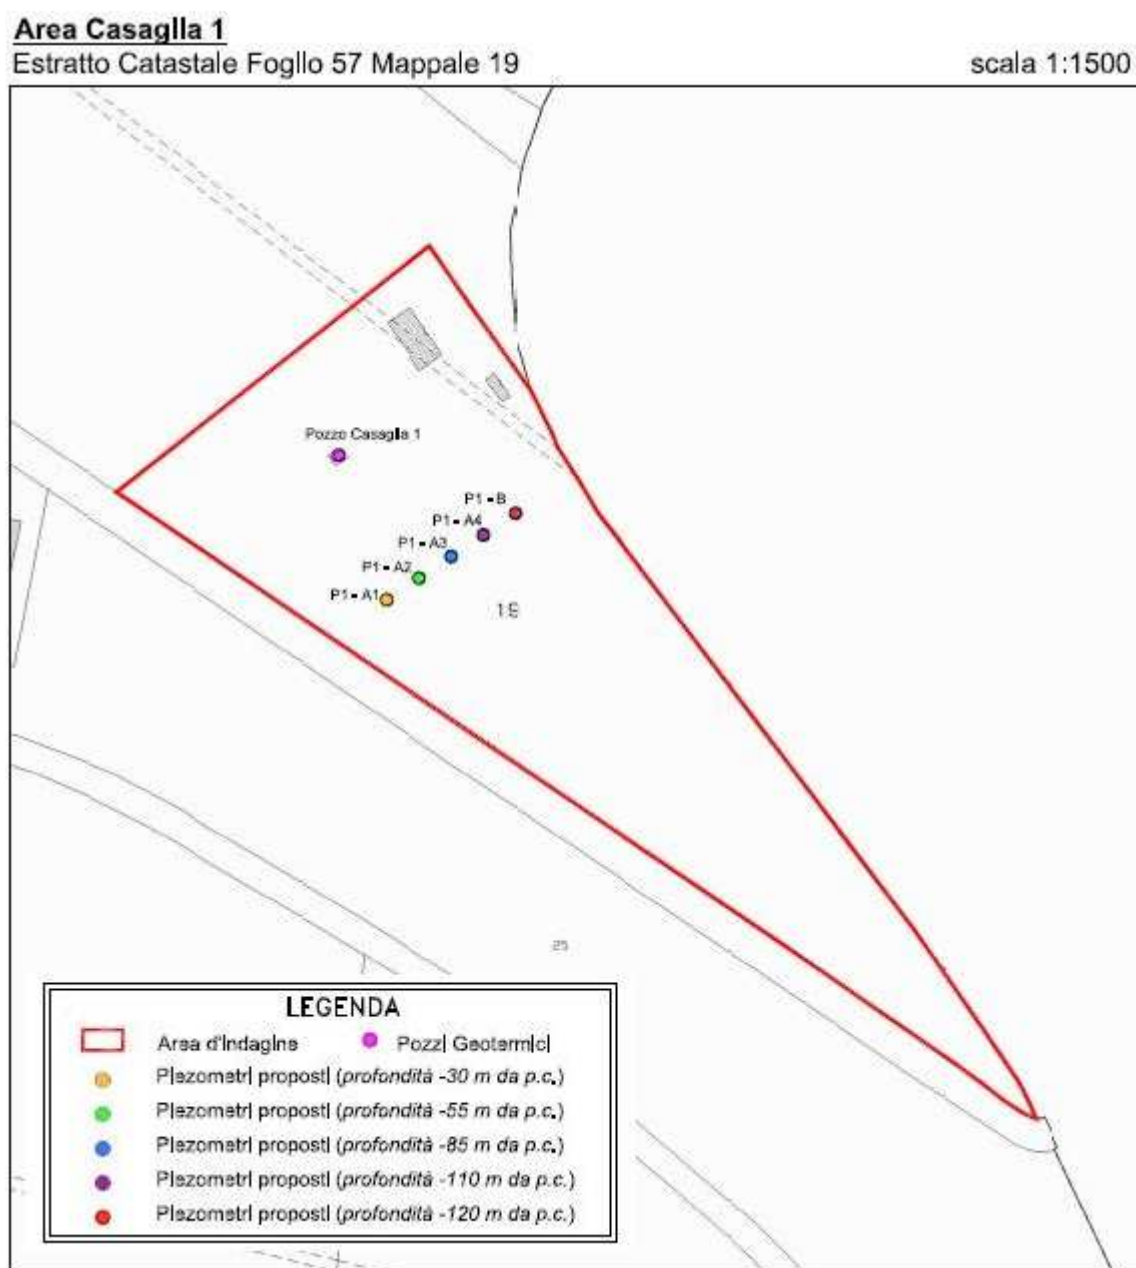 Area Casaglia 1
Estratto Catastale Foglio 57 Mappale 19
scala 1:1500
Pozzo Casaglia 1
P1 - B
P1 - A4
P1 - A3
P1 - A2
P1 - A1
19
25
LEGENDA
Area d'Indagine
Pozzi Geotermici
Piezometri proposti (profondità -30 m da p.c.)
Piezometri proposti (profondità -55 m da p.c.)
Piezometri proposti (profondità -85 m da p.c.)
Piezometri proposti (profondità -110 m da p.c.)
Piezometri proposti (profondità -120 m da p.c.)